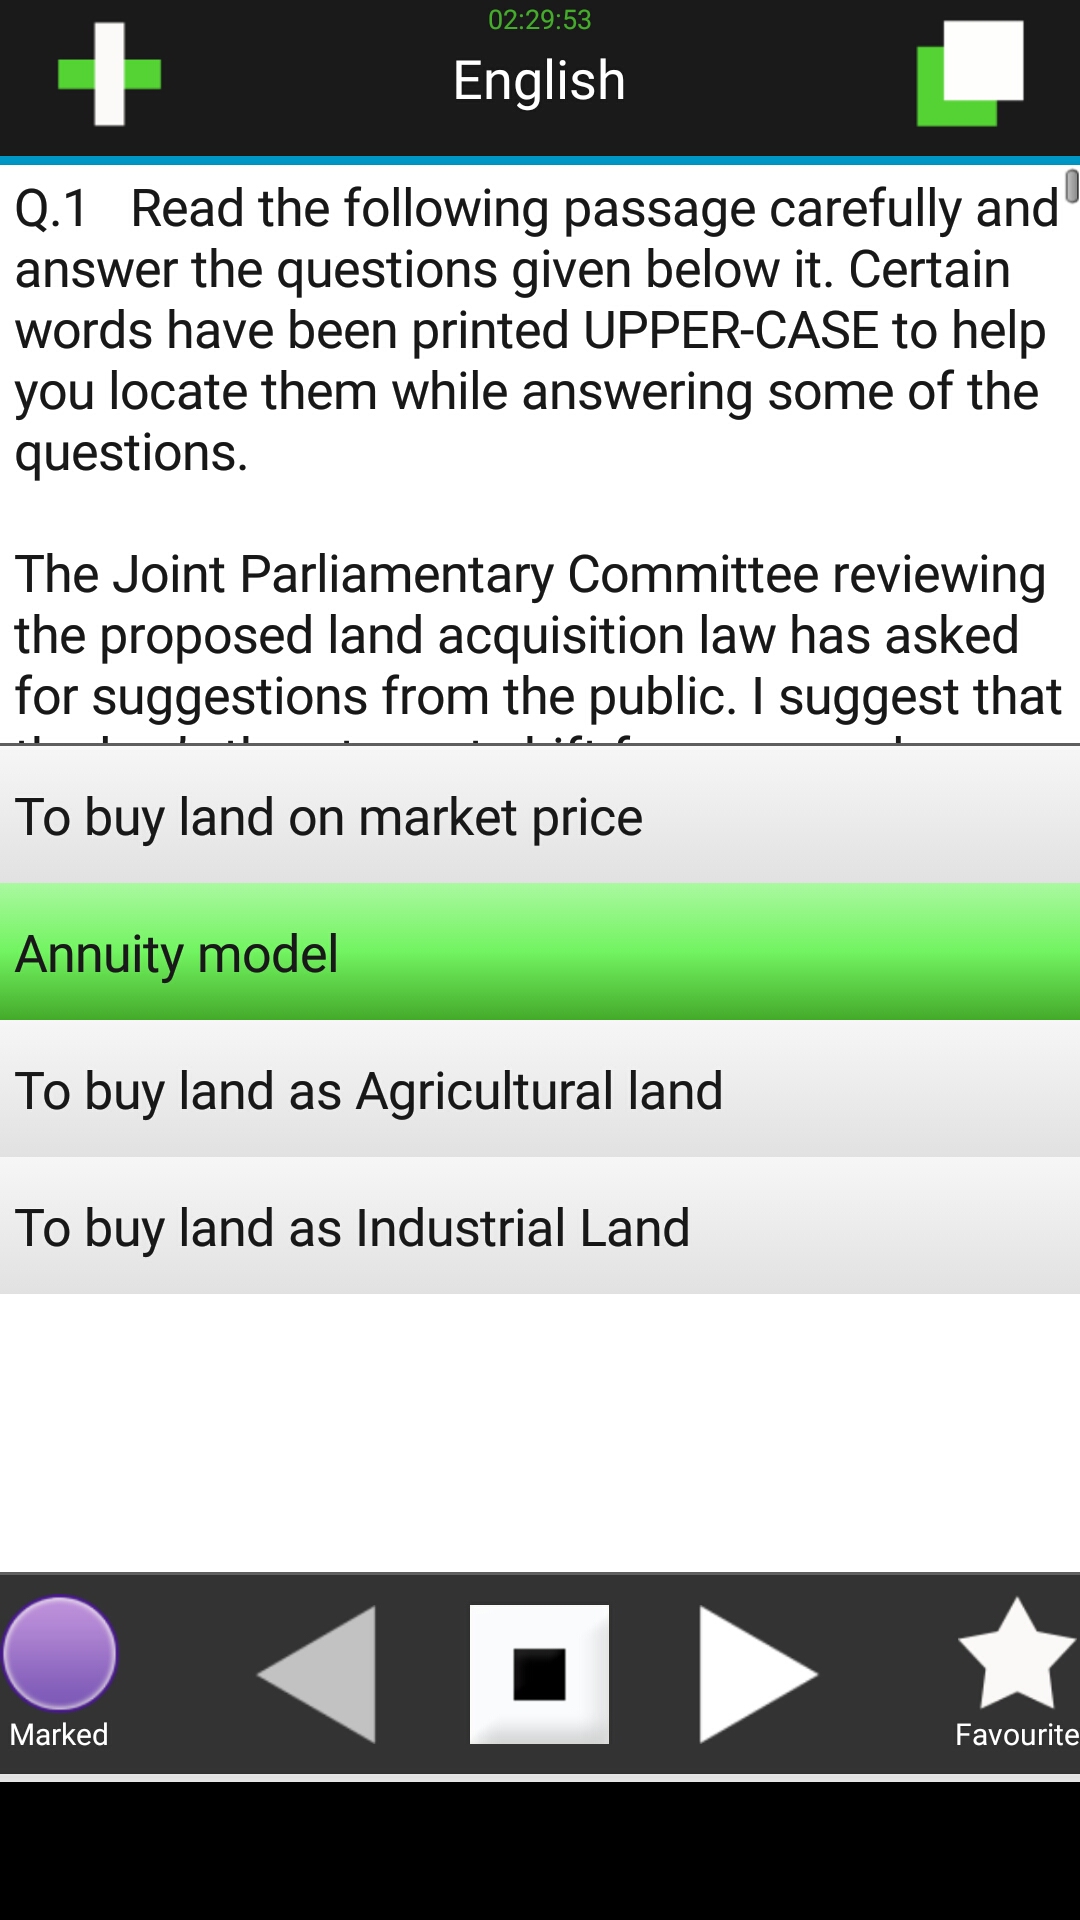 02:29:53
English
Q.1 Read the following passage carefully and
answer the questions given below it. Certain
words have been printed UPPER-CASE to help
you locate them while answering some of the
questions.
The Joint Parliamentary Committee reviewing
the proposed land acquisition law has asked
for suggestions from the public. I suggest that
To buy land on market price
Annuity model
To buy land as Agricultural land
To buy land as Industrial Land
Marked
Favourite